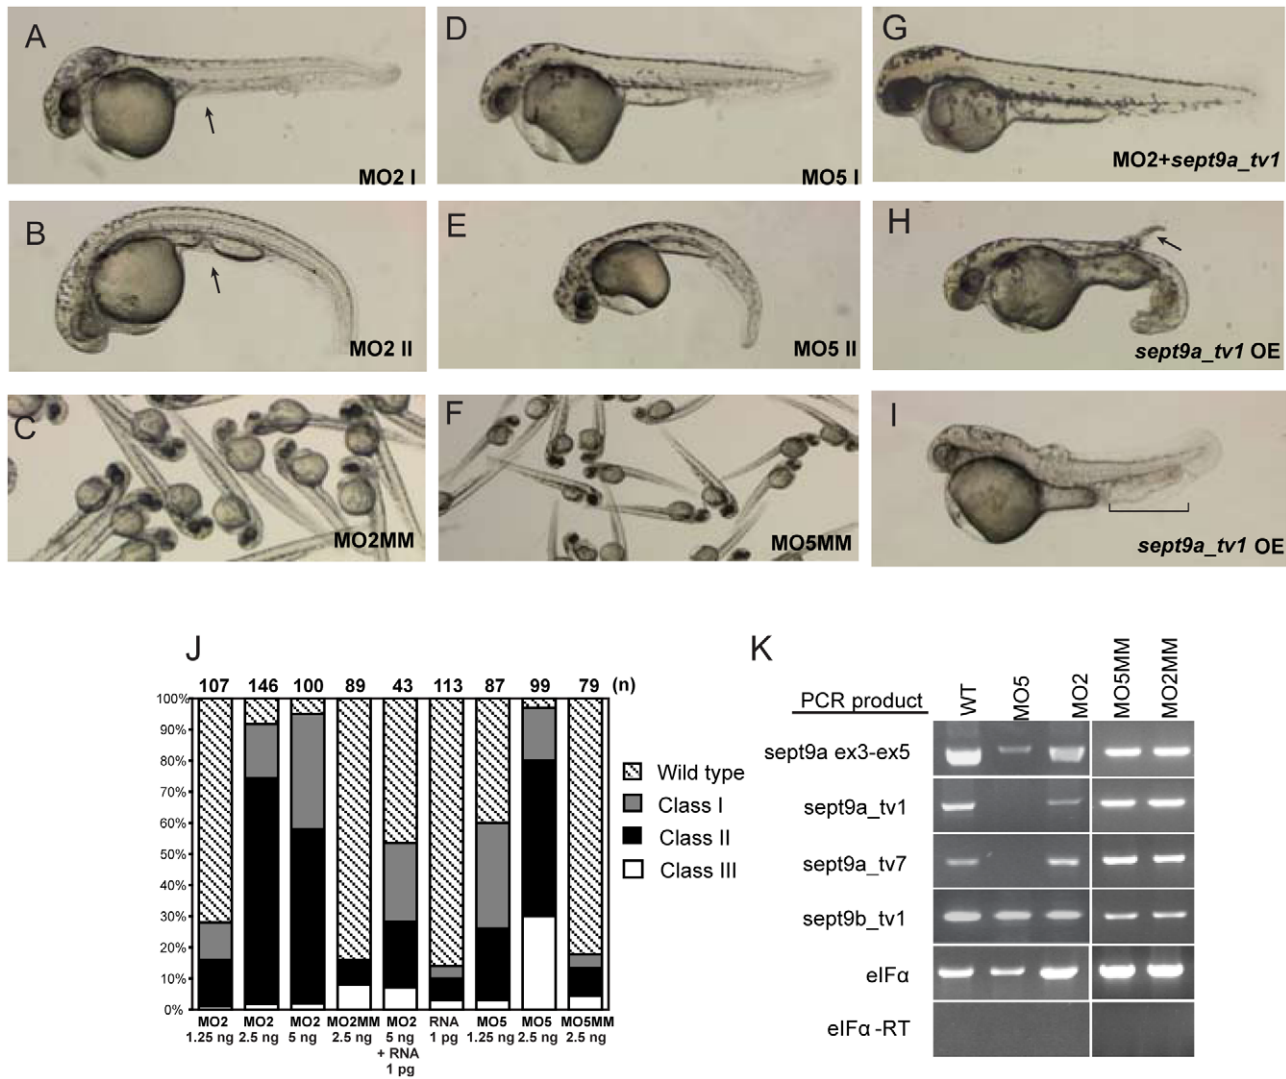 A
MO2 I
D
MO5 I
G
MO2+sept9a_tv1
B
MO2 II
E
MO5 II
H
sept9a_tv1 OE
C
MO2MM
F
MO5MM
I
sept9a_tv1 OE
J
107 146 100 89 43 113 87 99 79 (n)
100%
90%
80%
70%
60%
50%
40%
30%
20%
10%
0%
MO2 1.25 ng
MO2 2.5 ng
MO2 5 ng
MO2MM 2.5 ng
MO2 5 ng + RNA 1 pg
RNA 1 pg
MO5 1.25 ng
MO5 2.5 ng
MO5MM 2.5 ng
Wild type
Class I
Class II
Class III
K
PCR product
WT MO5 MO2 MO5MM MO2MM
sept9a ex3-ex5
sept9a_tv1
sept9a_tv7
sept9b_tv1
eIFα
eIFα -RT